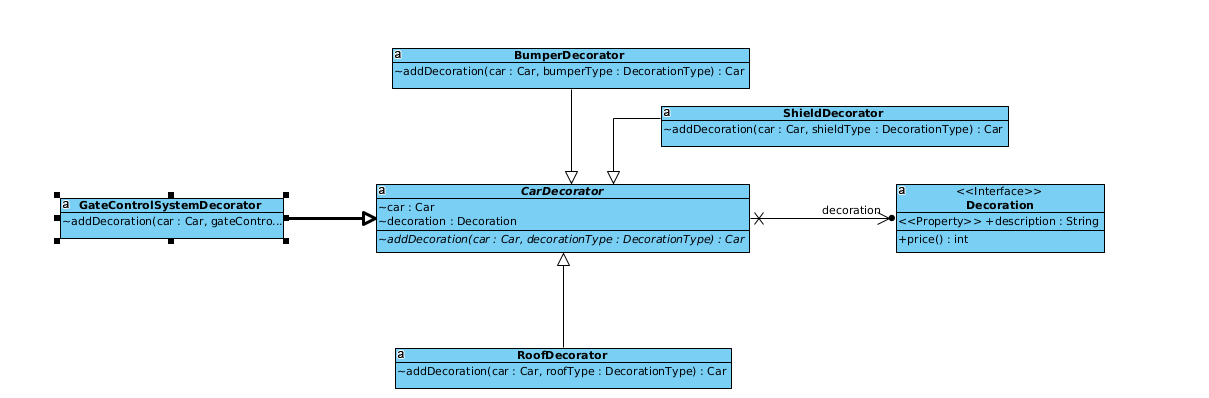 a
BumperDecorator
~addDecoration(car : Car, bumperType : DecorationType) : Car
a
ShieldDecorator
~addDecoration(car : Car, shieldType : DecorationType) : Car
a
GateControlSystemDecorator
~addDecoration(car : Car, gateContro...
a
CarDecorator
~car : Car
~decoration : Decoration
~addDecoration(car : Car, decorationType : DecorationType) : Car
decoration
a
<<Interface>>
Decoration
<<Property>> +description : String
+price() : int
a
RoofDecorator
~addDecoration(car : Car, roofType : DecorationType) : Car